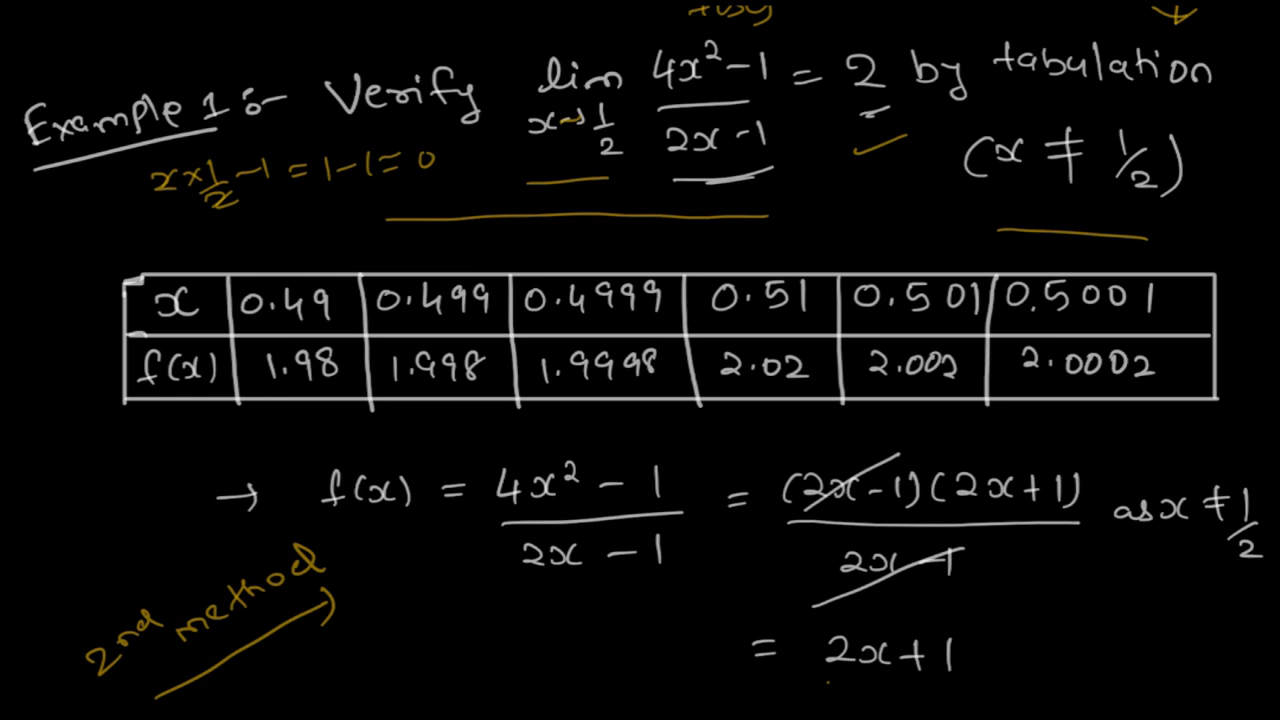 Example 1:- Verify lim x→1/2 4x²-1 / 2x-1 = 2 by tabulation
(x ≠ 1/2)
x × 1/2 - 1 = 1 - 1 = 0
x 0.49 0.499 0.4999 0.51 0.501 0.5001
f(x) 1.98 1.998 1.9998 2.02 2.002 2.0002
→ f(x) = 4x² - 1 / 2x - 1 = (2x-1)(2x+1) / 2x-1 as x ≠ 1/2
2nd method
= 2x+1